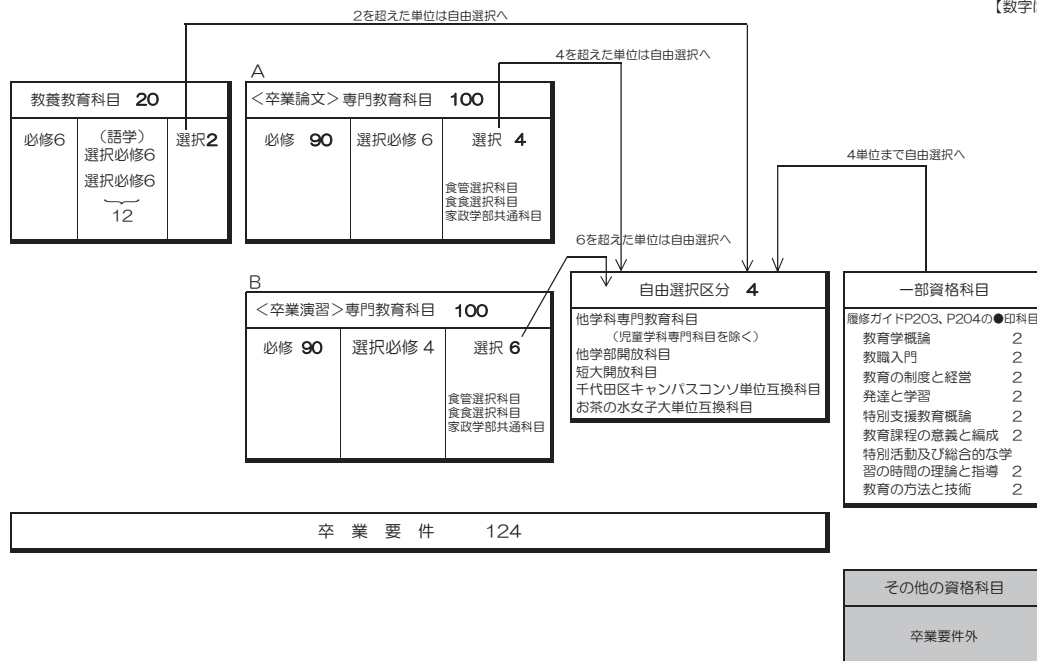 【数字は
2を超えた単位は自由選択へ
4を超えた単位は自由選択へ
教養教育科目 20
必修6
(語学)
選択必修6
選択必修6
12
選択2
A
<卒業論文>専門教育科目 100
必修 90
選択必修 6
選択 4
食管選択科目
食食選択科目
家政学部共通科目
4単位まで自由選択へ
6を超えた単位は自由選択へ
B
<卒業演習>専門教育科目 100
必修 90
選択必修 4
選択 6
食管選択科目
食食選択科目
家政学部共通科目
自由選択区分 4
他学科専門教育科目
(児童学科専門科目を除く)
他学部開放科目
短大開放科目
千代田区キャンパスコンソ単位互換科目
お茶の水女子大単位互換科目
一部資格科目
履修ガイドP203、P204の●印科目
教育学概論 2
教職入門 2
教育の制度と経営 2
発達と学習 2
特別支援教育概論 2
教育課程の意義と編成 2
特別活動及び総合的な学
習の時間の理論と指導 2
教育の方法と技術 2
卒業要件 124
その他の資格科目
卒業要件外